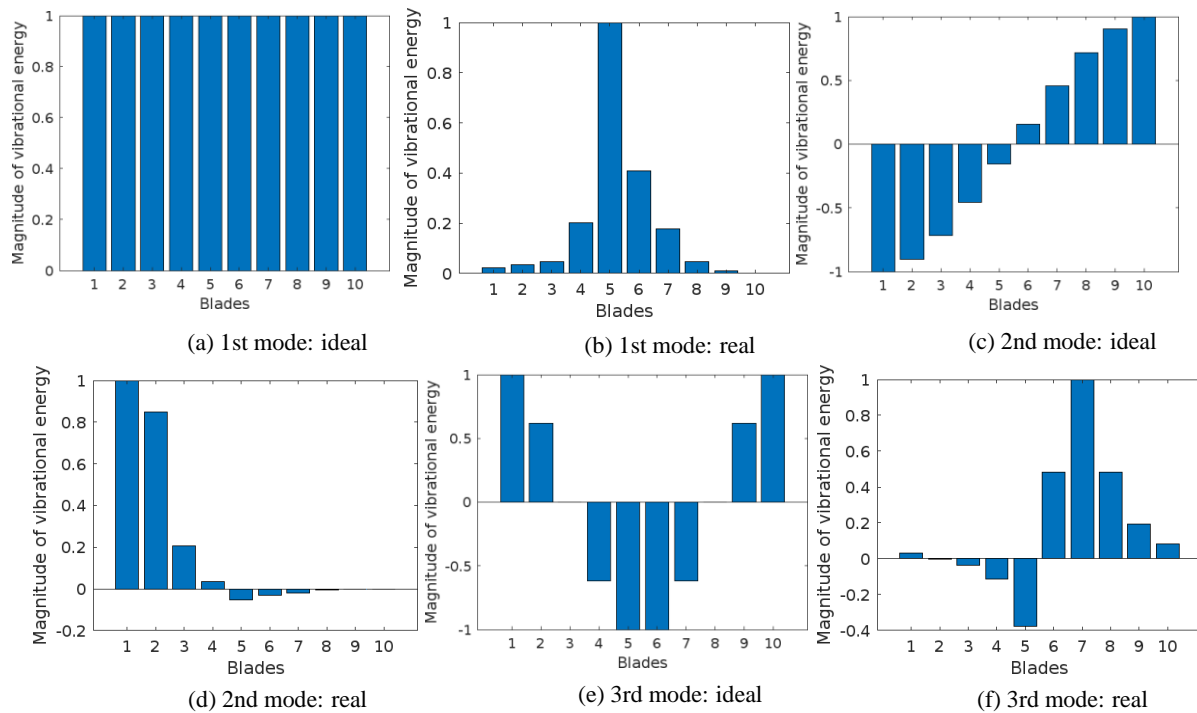 Magnitude of vibrational energy
1
0.8
0.6
0.4
0.2
0
1 2 3 4 5 6 7 8 9 10
Blades
(a) 1st mode: ideal
Magnitude of vibrational energy
1
0.8
0.6
0.4
0.2
0
1 2 3 4 5 6 7 8 9 10
Blades
(b) 1st mode: real
Magnitude of vibrational energy
1
0.5
0
-0.5
-1
1 2 3 4 5 6 7 8 9 10
Blades
(c) 2nd mode: ideal
Magnitude of vibrational energy
1
0.8
0.6
0.4
0.2
0
-0.2
1 2 3 4 5 6 7 8 9 10
Blades
(d) 2nd mode: real
Magnitude of vibrational energy
1
0.5
0
-0.5
-1
1 2 3 4 5 6 7 8 9 10
Blades
(e) 3rd mode: ideal
Magnitude of vibrational energy
1
0.8
0.6
0.4
0.2
0
-0.2
-0.4
1 2 3 4 5 6 7 8 9 10
Blades
(f) 3rd mode: real